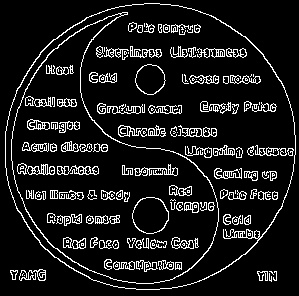 Pale tongue
Sleepiness Listlessness
Heat
Cold
Loose stools
Restless
Gradual onset
Empty Pulse
Changes
Chronic disease
Acute disease
Lingering disease
Restlessness
Insomnia
Curling up
Hot limbs & body
Red Tongue
Pale Face
Rapid onset
Cold Limbs
Red Face Yellow Coat
Constipation
YANG
YIN